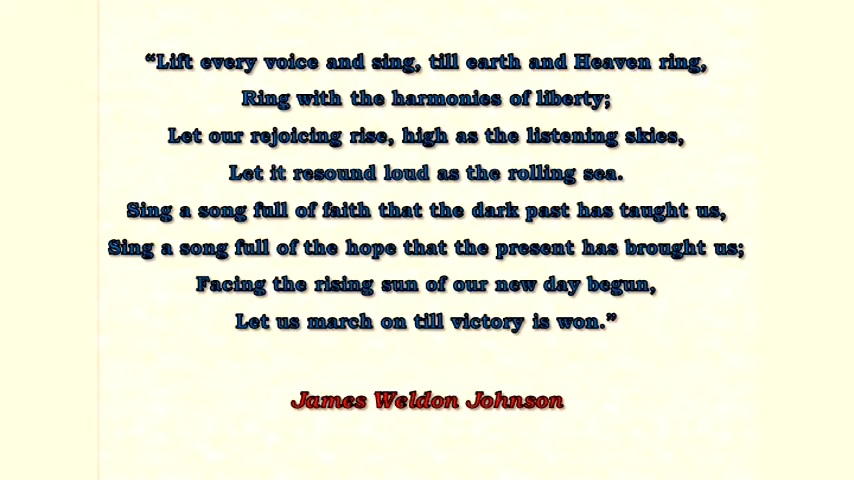 “Lift every voice and sing, till earth and Heaven ring,
Ring with the harmonies of liberty;
Let our rejoicing rise, high as the listening skies,
Let it resound loud as the rolling sea.
Sing a song full of faith that the dark past has taught us,
Sing a song full of the hope that the present has brought us;
Facing the rising sun of our new day begun,
Let us march on till victory is won.”
James Weldon Johnson